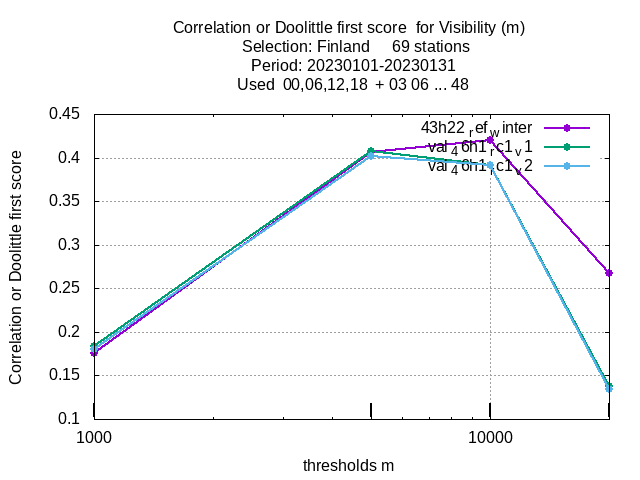 Correlation or Doolittle first score  for Visibility (m)
Selection: Finland     69 stations
Period: 20230101-20230131
Used  00,06,12,18  + 03 06 ... 48
Correlation or Doolittle first score
0.45
0.4
0.35
0.3
0.25
0.2
0.15
0.1
43h22_ref_winter
val_46h1_rc1_v1
val_46h1_rc1_v2
1000
10000
thresholds m